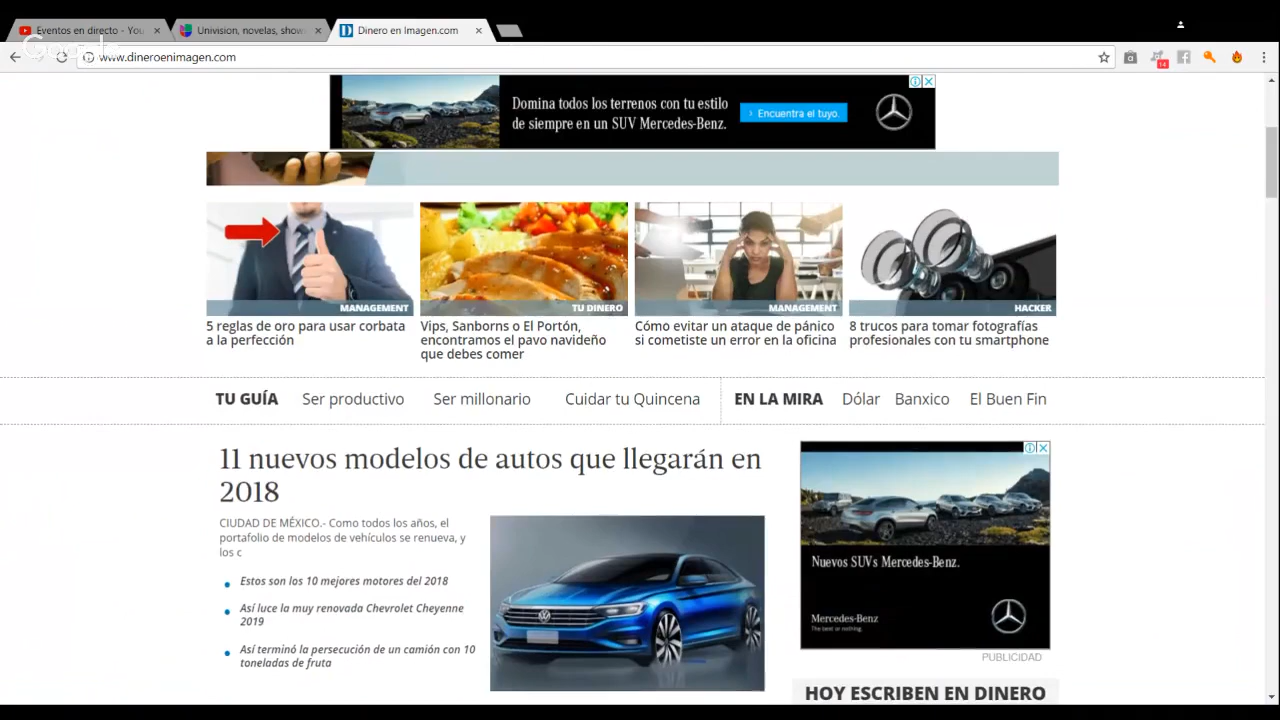 Eventos en directo - You
Univision, novelas, show
Dinero en Imagen.com
Google
www.dineroenimagen.com
14
Domina todos los terrenos con tu estilo
de siempre en un SUV Mercedes-Benz.
› Encuentra el tuyo.
MANAGEMENT
TU DINERO
MANAGEMENT
HACKER
5 reglas de oro para usar corbata
a la perfección
Vips, Sanborns o El Portón,
encontramos el pavo navideño
que debes comer
Cómo evitar un ataque de pánico
si cometiste un error en la oficina
8 trucos para tomar fotografías
profesionales con tu smartphone
TU GUÍA Ser productivo Ser millonario Cuidar tu Quincena EN LA MIRA Dólar Banxico El Buen Fin
11 nuevos modelos de autos que llegarán en
2018
CIUDAD DE MÉXICO.- Como todos los años, el
portafolio de modelos de vehículos se renueva, y
los c
Estos son los 10 mejores motores del 2018
Así luce la muy renovada Chevrolet Cheyenne
2019
Así terminó la persecución de un camión con 10
toneladas de fruta
Nuevos SUVs Mercedes-Benz.
Mercedes-Benz
The best or nothing.
PUBLICIDAD
HOY ESCRIBEN EN DINERO